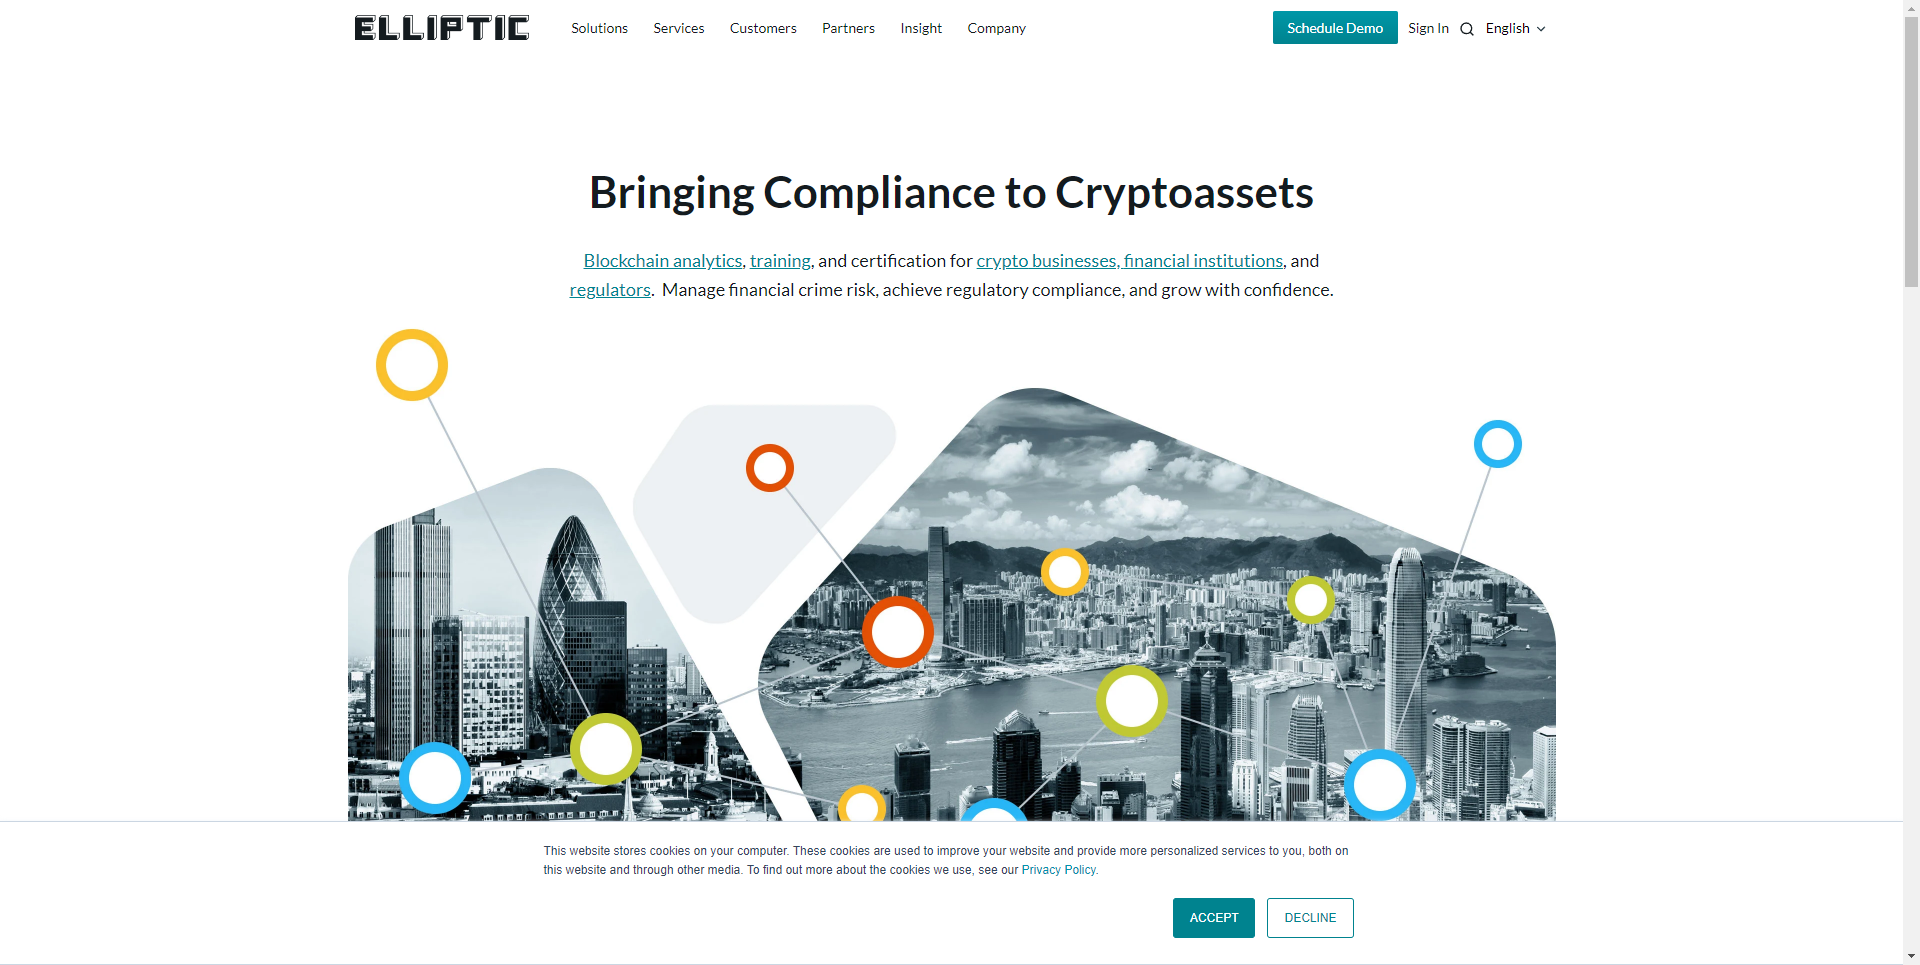 ELLIPTIC Solutions Services Customers Partners Insight Company Schedule Demo Sign In English
Bringing Compliance to Cryptoassets
Blockchain analytics, training, and certification for crypto businesses, financial institutions, and
regulators. Manage financial crime risk, achieve regulatory compliance, and grow with confidence.
This website stores cookies on your computer. These cookies are used to improve your website and provide more personalized services to you, both on
this website and through other media. To find out more about the cookies we use, see our Privacy Policy.
ACCEPT DECLINE